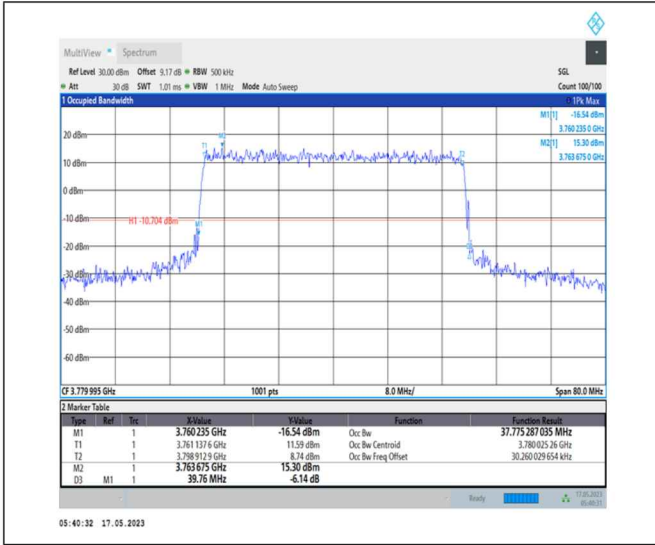 MultiView Spectrum
Ref Level 30.00 dBm Offset 9.17 dB RBW 500 kHz SGL
Att 30 dB SWT 1.01 ms VBW 1 MHz Mode Auto Sweep Count 100/100
1 Occupied Bandwidth 1Pk Max
M1[1] -16.54 dBm
3.760 235 0 GHz
M2[1] 15.30 dBm
3.763 675 0 GHz
20 dBm
M2
T1
T2
10 dBm
0 dBm
-10 dBm
H1 -10.704 dBm
M1
-20 dBm
-30 dBm
-40 dBm
-50 dBm
-60 dBm
CF 3.779 995 GHz 1001 pts 8.0 MHz/ Span 80.0 MHz
2 Marker Table
Type Ref Trc X-Value Y-Value Function Function Result
M1 1 3.760 235 GHz -16.54 dBm Occ Bw 37.775 287 035 MHz
T1 1 3.761 137 6 GHz 11.59 dBm Occ Bw Centroid 3.780 025 26 GHz
T2 1 3.798 912 9 GHz 8.74 dBm Occ Bw Freq Offset 30.260 029 654 kHz
M2 1 3.763 675 GHz 15.30 dBm
D3 M1 1 39.76 MHz -6.14 dB
Ready 17.05.2023
05:40:32 17.05.2023